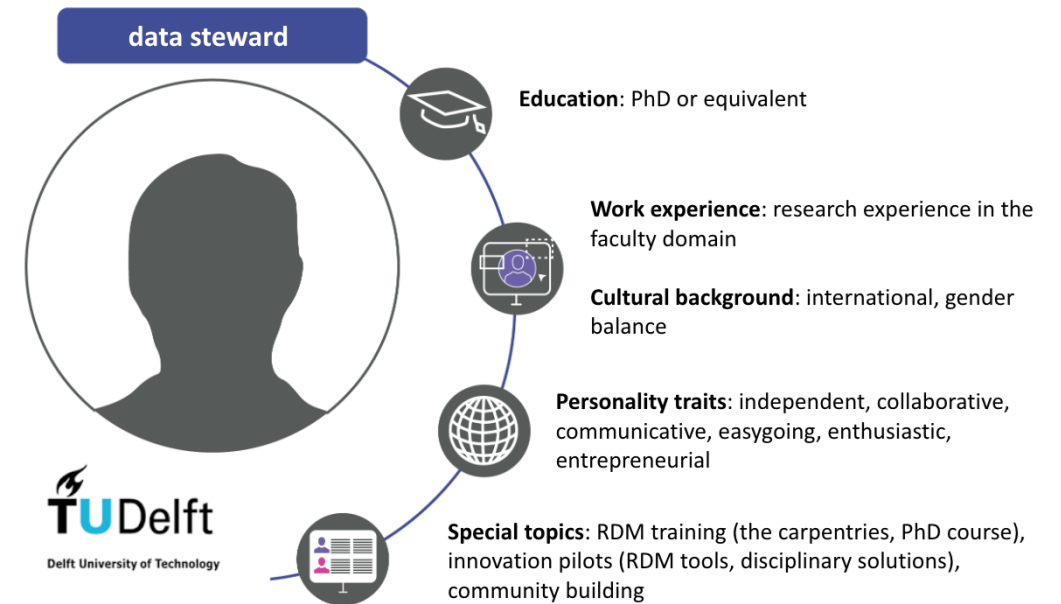 data steward
Education: PhD or equivalent
Work experience: research experience in the
faculty domain
Cultural background: international, gender
balance
Personality traits: independent, collaborative,
communicative, easygoing, enthusiastic,
entrepreneurial
Special topics: RDM training (the carpentries, PhD course),
innovation pilots (RDM tools, disciplinary solutions),
community building
TUDelft
Delft University of Technology